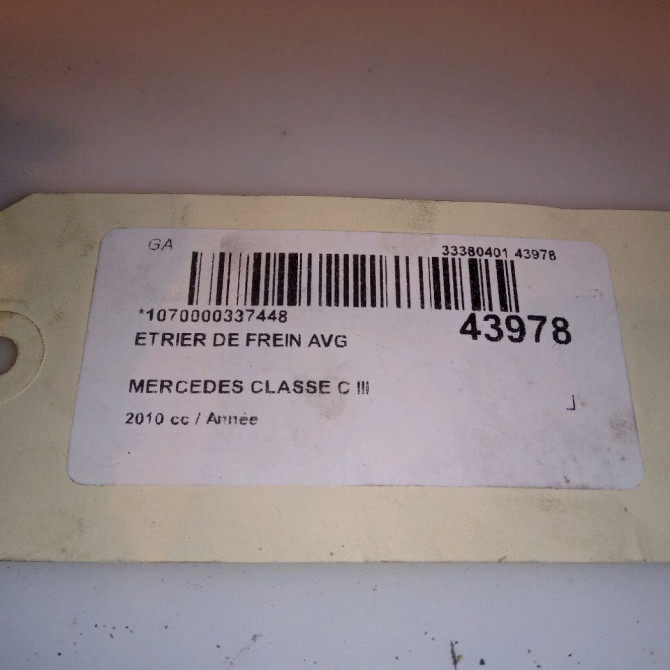 GA
33380401 43978
*1070000337448
43978
ETRIER DE FREIN AVG
MERCEDES CLASSE C III
2010 cc / Année